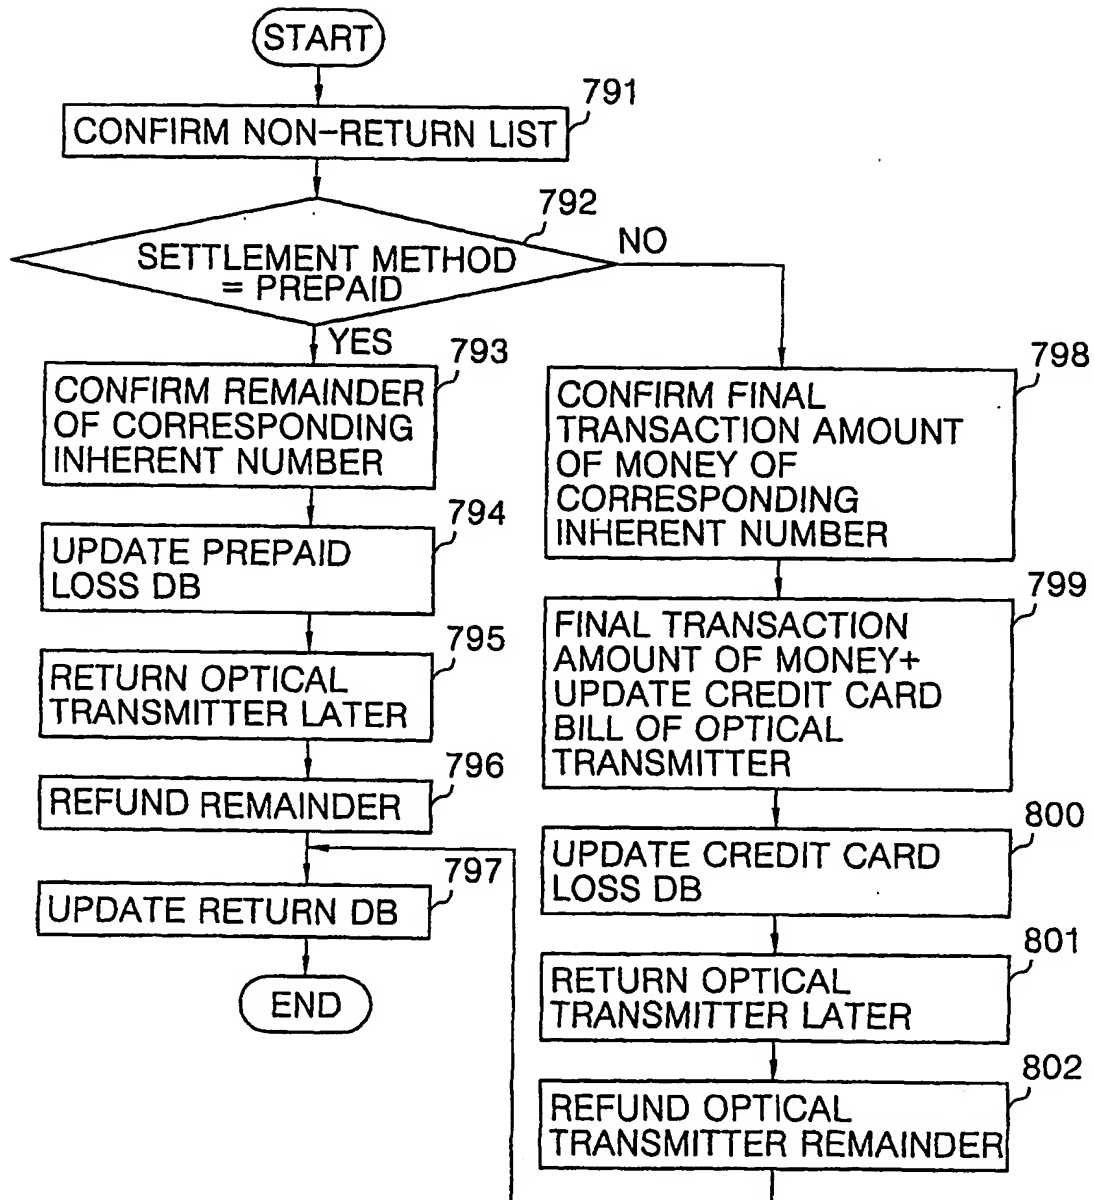 START
791
CONFIRM NON-RETURN LIST
792
SETTLEMENT METHOD
= PREPAID
NO
YES
793
CONFIRM REMAINDER
OF CORRESPONDING
INHERENT NUMBER
794
UPDATE PREPAID
LOSS DB
795
RETURN OPTICAL
TRANSMITTER LATER
796
REFUND REMAINDER
797
UPDATE RETURN DB
END
798
CONFIRM FINAL
TRANSACTION AMOUNT
OF MONEY OF
CORRESPONDING
INHERENT NUMBER
799
FINAL TRANSACTION
AMOUNT OF MONEY+
UPDATE CREDIT CARD
BILL OF OPTICAL
TRANSMITTER
800
UPDATE CREDIT CARD
LOSS DB
801
RETURN OPTICAL
TRANSMITTER LATER
802
REFUND OPTICAL
TRANSMITTER REMAINDER